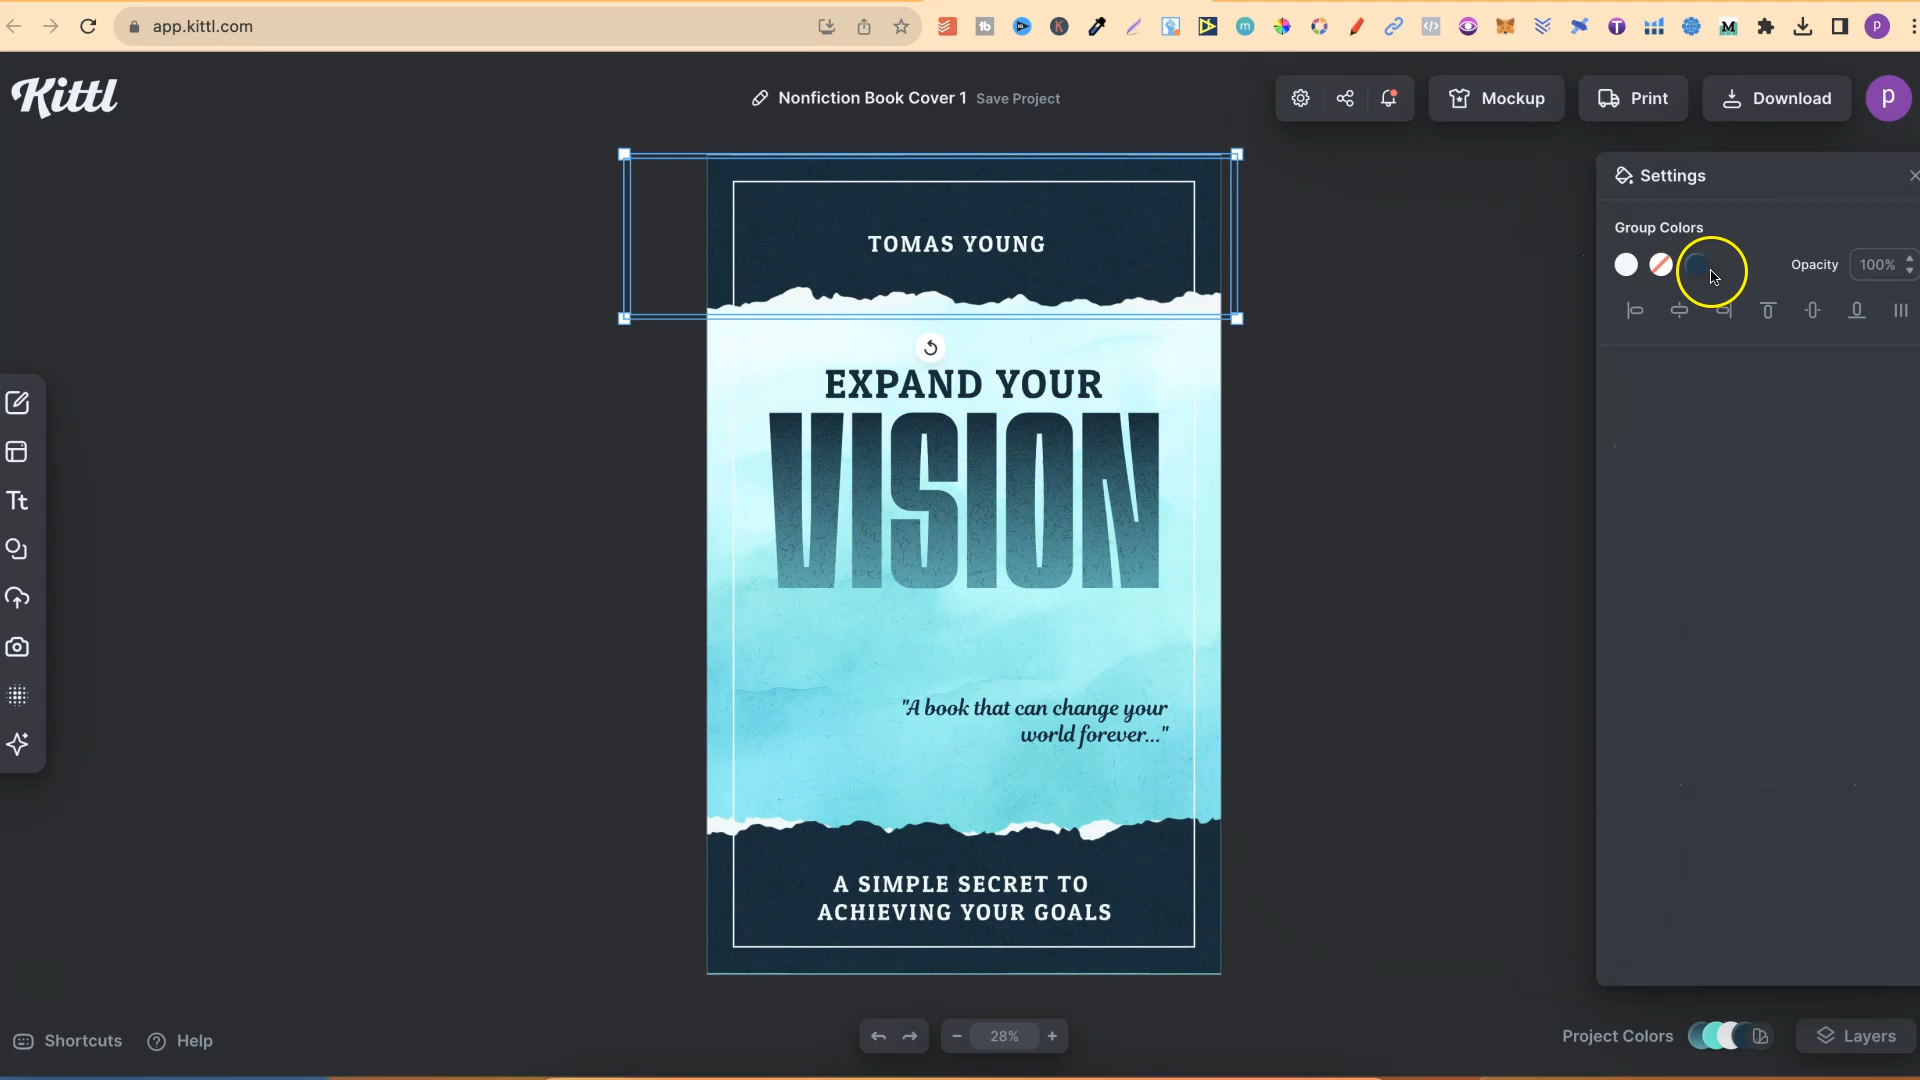 app.kittl.com
Kittl
Nonfiction Book Cover 1 Save Project
Mockup
Print
Download
p
Settings
Group Colors
Opacity 100%
TOMAS YOUNG
EXPAND YOUR
VISION
"A book that can change your
world forever..."
A SIMPLE SECRET TO
ACHIEVING YOUR GOALS
Tt
Shortcuts
Help
28%
Project Colors
Layers